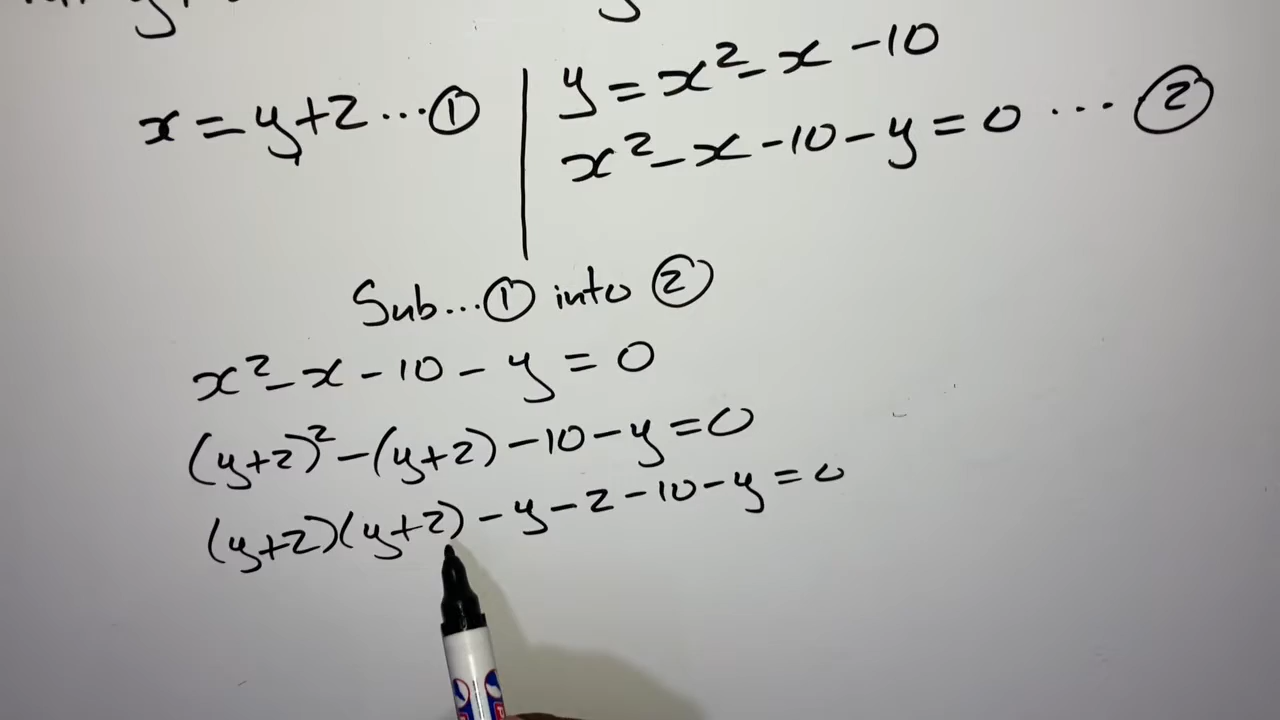 x = y+2 ... ①
y = x² - x - 10
x² - x - 10 - y = 0 ... ②
Sub... ① into ②
x² - x - 10 - y = 0
(y+2)² - (y+2) - 10 - y = 0
(y+2)(y+2) - y - 2 - 10 - y = 0